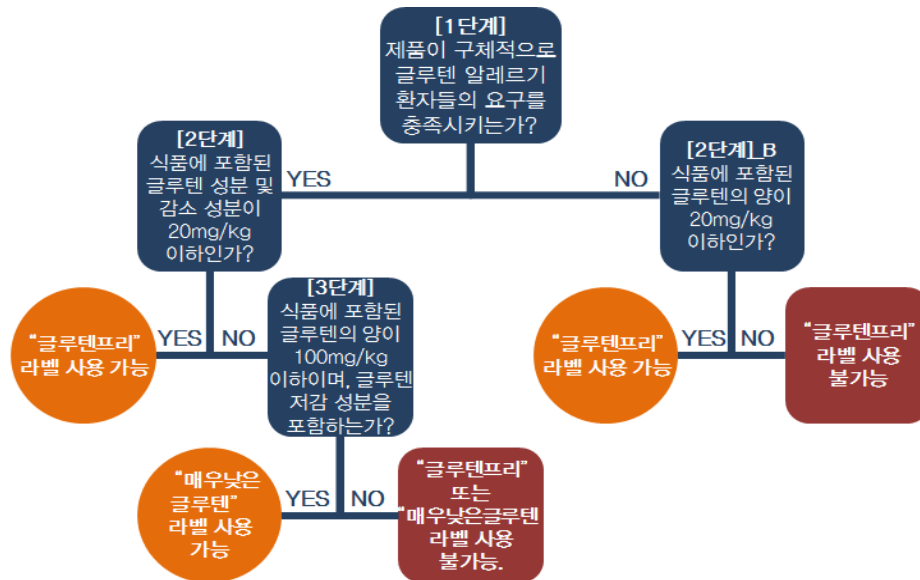 [1단계]
제품이 구체적으로
글루텐 알레르기
환자들의 요구를
충족시키는가?
YES
NO
[2단계]
식품에 포함된
글루텐 성분 및
감소 성분이
20mg/kg
이하인가?
[2단계]_B
식품에 포함된
글루텐의 양이
20mg/kg
이하인가?
YES
NO
"글루텐프리"
라벨 사용 가능
[3단계]
식품에 포함된
글루텐의 양이
100mg/kg
이하이며, 글루텐
저감 성분을
포함하는가?
YES
NO
"글루텐프리"
라벨 사용 가능
"글루텐프리"
라벨 사용
불가능
YES
NO
"매우낮은
글루텐"
라벨 사용
가능
"글루텐프리"
또는
"매우낮은글루텐
라벨 사용
불가능.